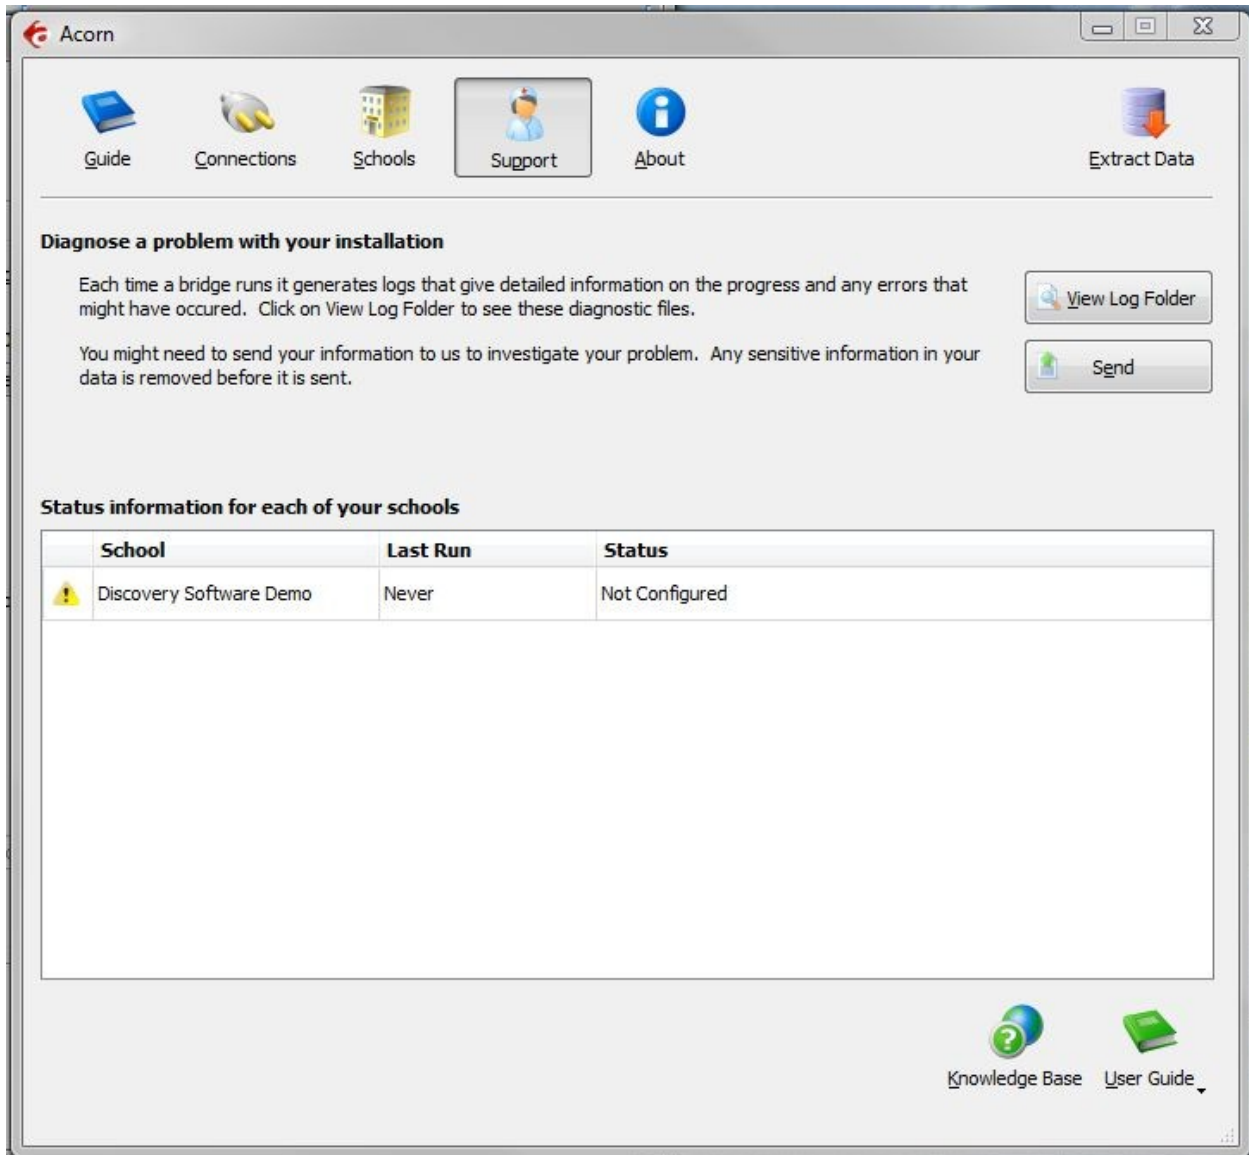 Acorn
Guide
Connections
Schools
Support
About
Extract Data
Diagnose a problem with your installation
Each time a bridge runs it generates logs that give detailed information on the progress and any errors that
might have occured. Click on View Log Folder to see these diagnostic files.
View Log Folder
You might need to send your information to us to investigate your problem. Any sensitive information in your
data is removed before it is sent.
Send
Status information for each of your schools
School Last Run Status
Discovery Software Demo Never Not Configured
Knowledge Base
User Guide